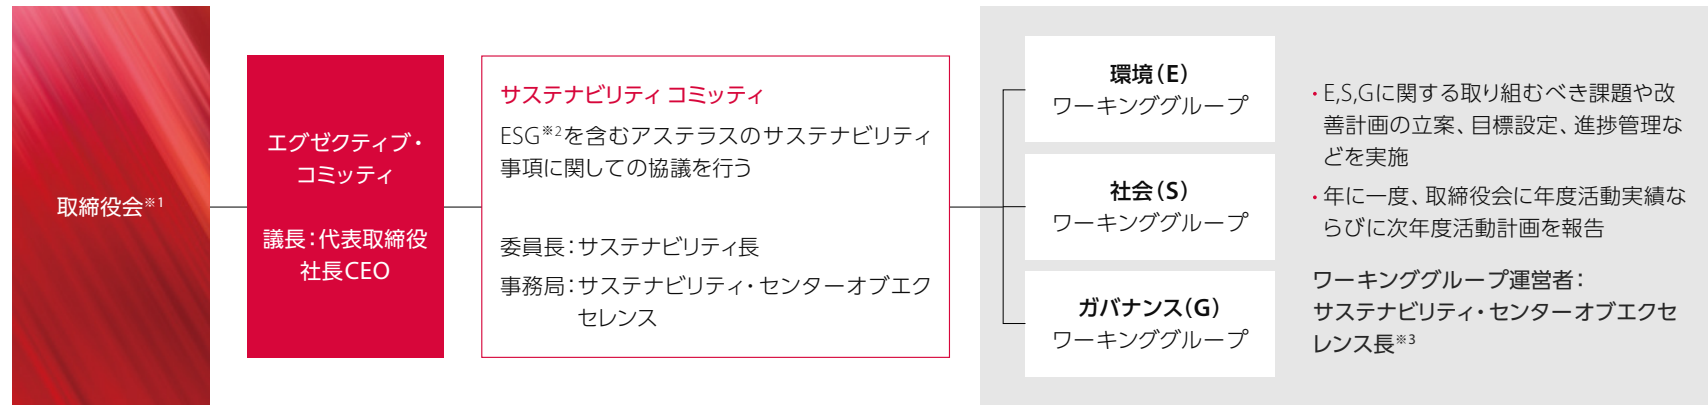 取締役会※1
エグゼクティブ・
コミッティ
議長：代表取締役
社長CEO
サステナビリティ コミッティ
ESG※2を含むアステラスのサステナビリティ
事項に関しての協議を行う
委員長：サステナビリティ長
事務局：サステナビリティ・センターオブエク
セレンス
環境（E）
ワーキンググループ
社会（S）
ワーキンググループ
ガバナンス（G）
ワーキンググループ
・E,S,Gに関する取り組むべき課題や改
善計画の立案、目標設定、進捗管理な
どを実施
・年に一度、取締役会に年度活動実績な
らびに次年度活動計画を報告
ワーキンググループ運営者：
サステナビリティ・センターオブエクセ
レンス長※3